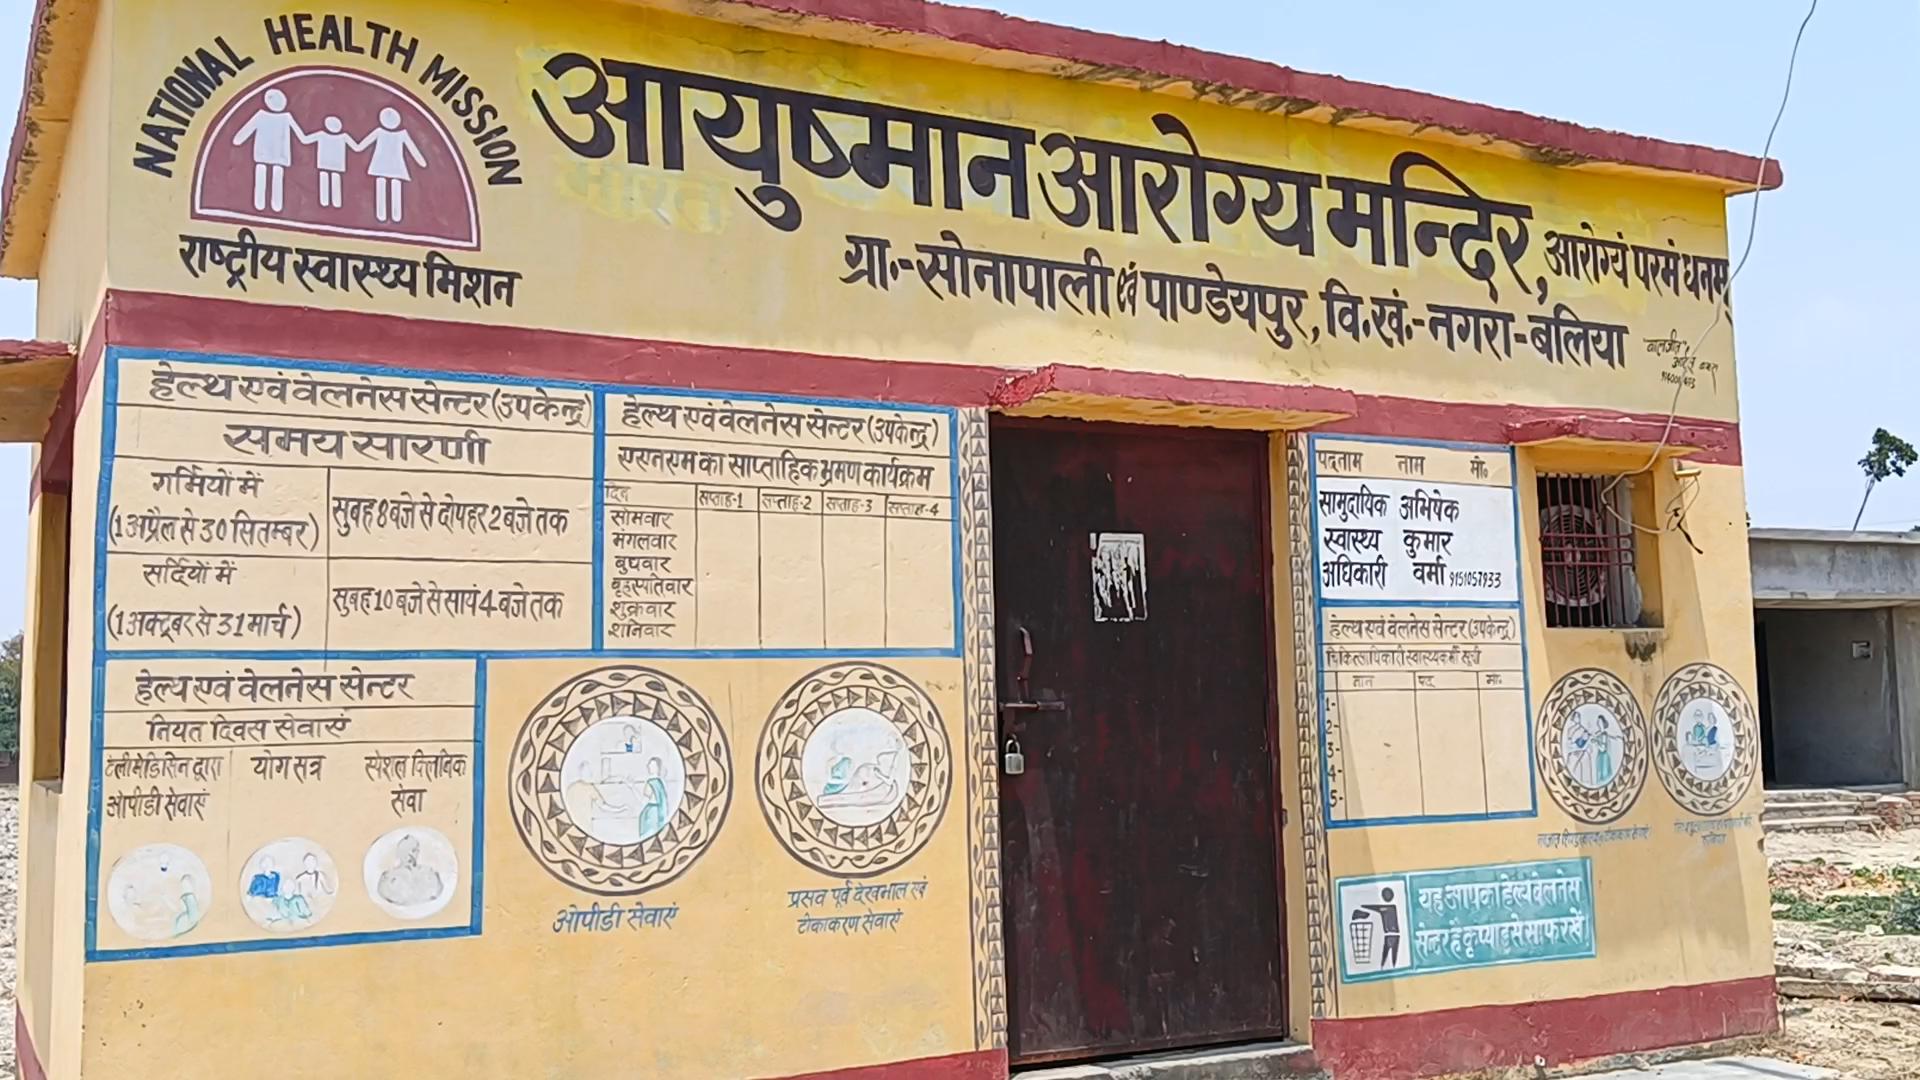 NATIONAL HEALTH MISSION
राष्ट्रीय स्वास्थ्य मिशन
आयुष्मान आरोग्य मन्दिर, आरोग्यं परमं धनम्
ग्रा.-सोनापाली एवं पाण्डेयपुर, वि.खं.-नगरा-बलिया
हेल्थ एवं वेलनेस सेन्टर (उपकेन्द्र)
समय सारणी
गर्मियों में
(1 अप्रैल से 30 सितम्बर)
सुबह 8 बजे से दोपहर 2 बजे तक
सर्दियों में
(1 अक्टूबर से 31 मार्च)
सुबह 10 बजे से सायं 4 बजे तक
हेल्थ एवं वेलनेस सेन्टर (उपकेन्द्र)
एएनएम का साप्ताहिक भ्रमण कार्यक्रम
दिन सप्ताह-1 सप्ताह-2 सप्ताह-3 सप्ताह-4
सोमवार
मंगलवार
बुधवार
वृहस्पतिवार
शुक्रवार
शनिवार
हेल्थ एवं वेलनेस सेन्टर
नियत दिवस सेवाएं
टेलीमेडिसिन द्वारा
ओपीडी सेवाएं
योग सत्र
स्पेशल क्लिनिक
सेवा
ओपीडी सेवाएं
प्रसव पूर्व देखभाल एवं
टीकाकरण सेवाएं
पदनाम नाम मो०
सामुदायिक अभिषेक
स्वास्थ्य कुमार
अधिकारी वर्मा 9151057933
हेल्थ एवं वेलनेस सेन्टर (उपकेन्द्र)
चिकित्साधिकारी स्वास्थ्यकर्मी सूची
नाम पद मो०
1-
2-
3-
4-
5-
यह आपका हेल्थ वेलनेस
सेन्टर है कृप्या इसे साफ रखें।